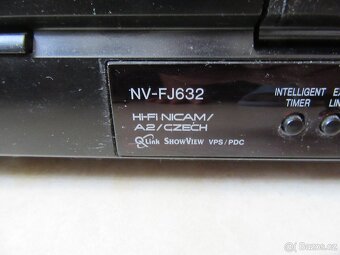 NV-FJ632
INTELLIGENT
TIMER
Hi-Fi NICAM/
A2/CZECH
Q Link SHOWVIEW VPS/PDC
bazos.cz